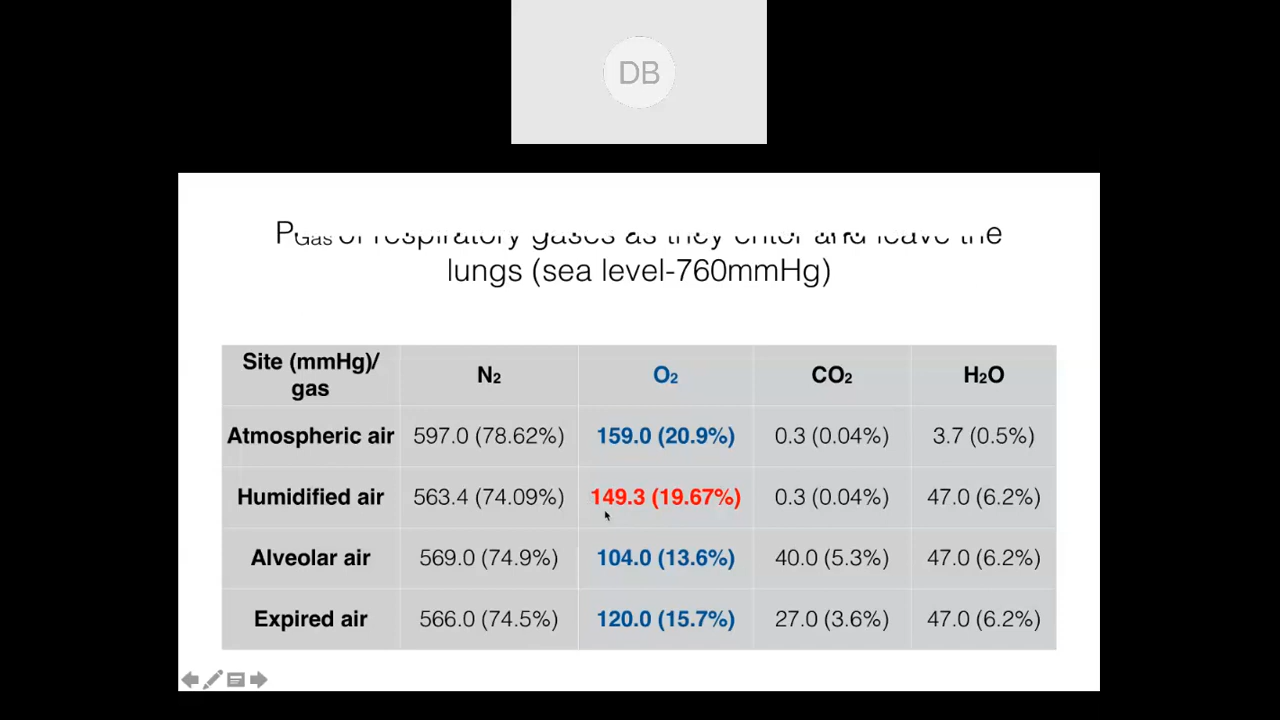 DB
PGas of respiratory gases as they enter and leave the
lungs (sea level-760mmHg)
Site (mmHg)/
gas
N₂ O₂ CO₂ H₂O
Atmospheric air 597.0 (78.62%) 159.0 (20.9%) 0.3 (0.04%) 3.7 (0.5%)
Humidified air 563.4 (74.09%) 149.3 (19.67%) 0.3 (0.04%) 47.0 (6.2%)
Alveolar air 569.0 (74.9%) 104.0 (13.6%) 40.0 (5.3%) 47.0 (6.2%)
Expired air 566.0 (74.5%) 120.0 (15.7%) 27.0 (3.6%) 47.0 (6.2%)